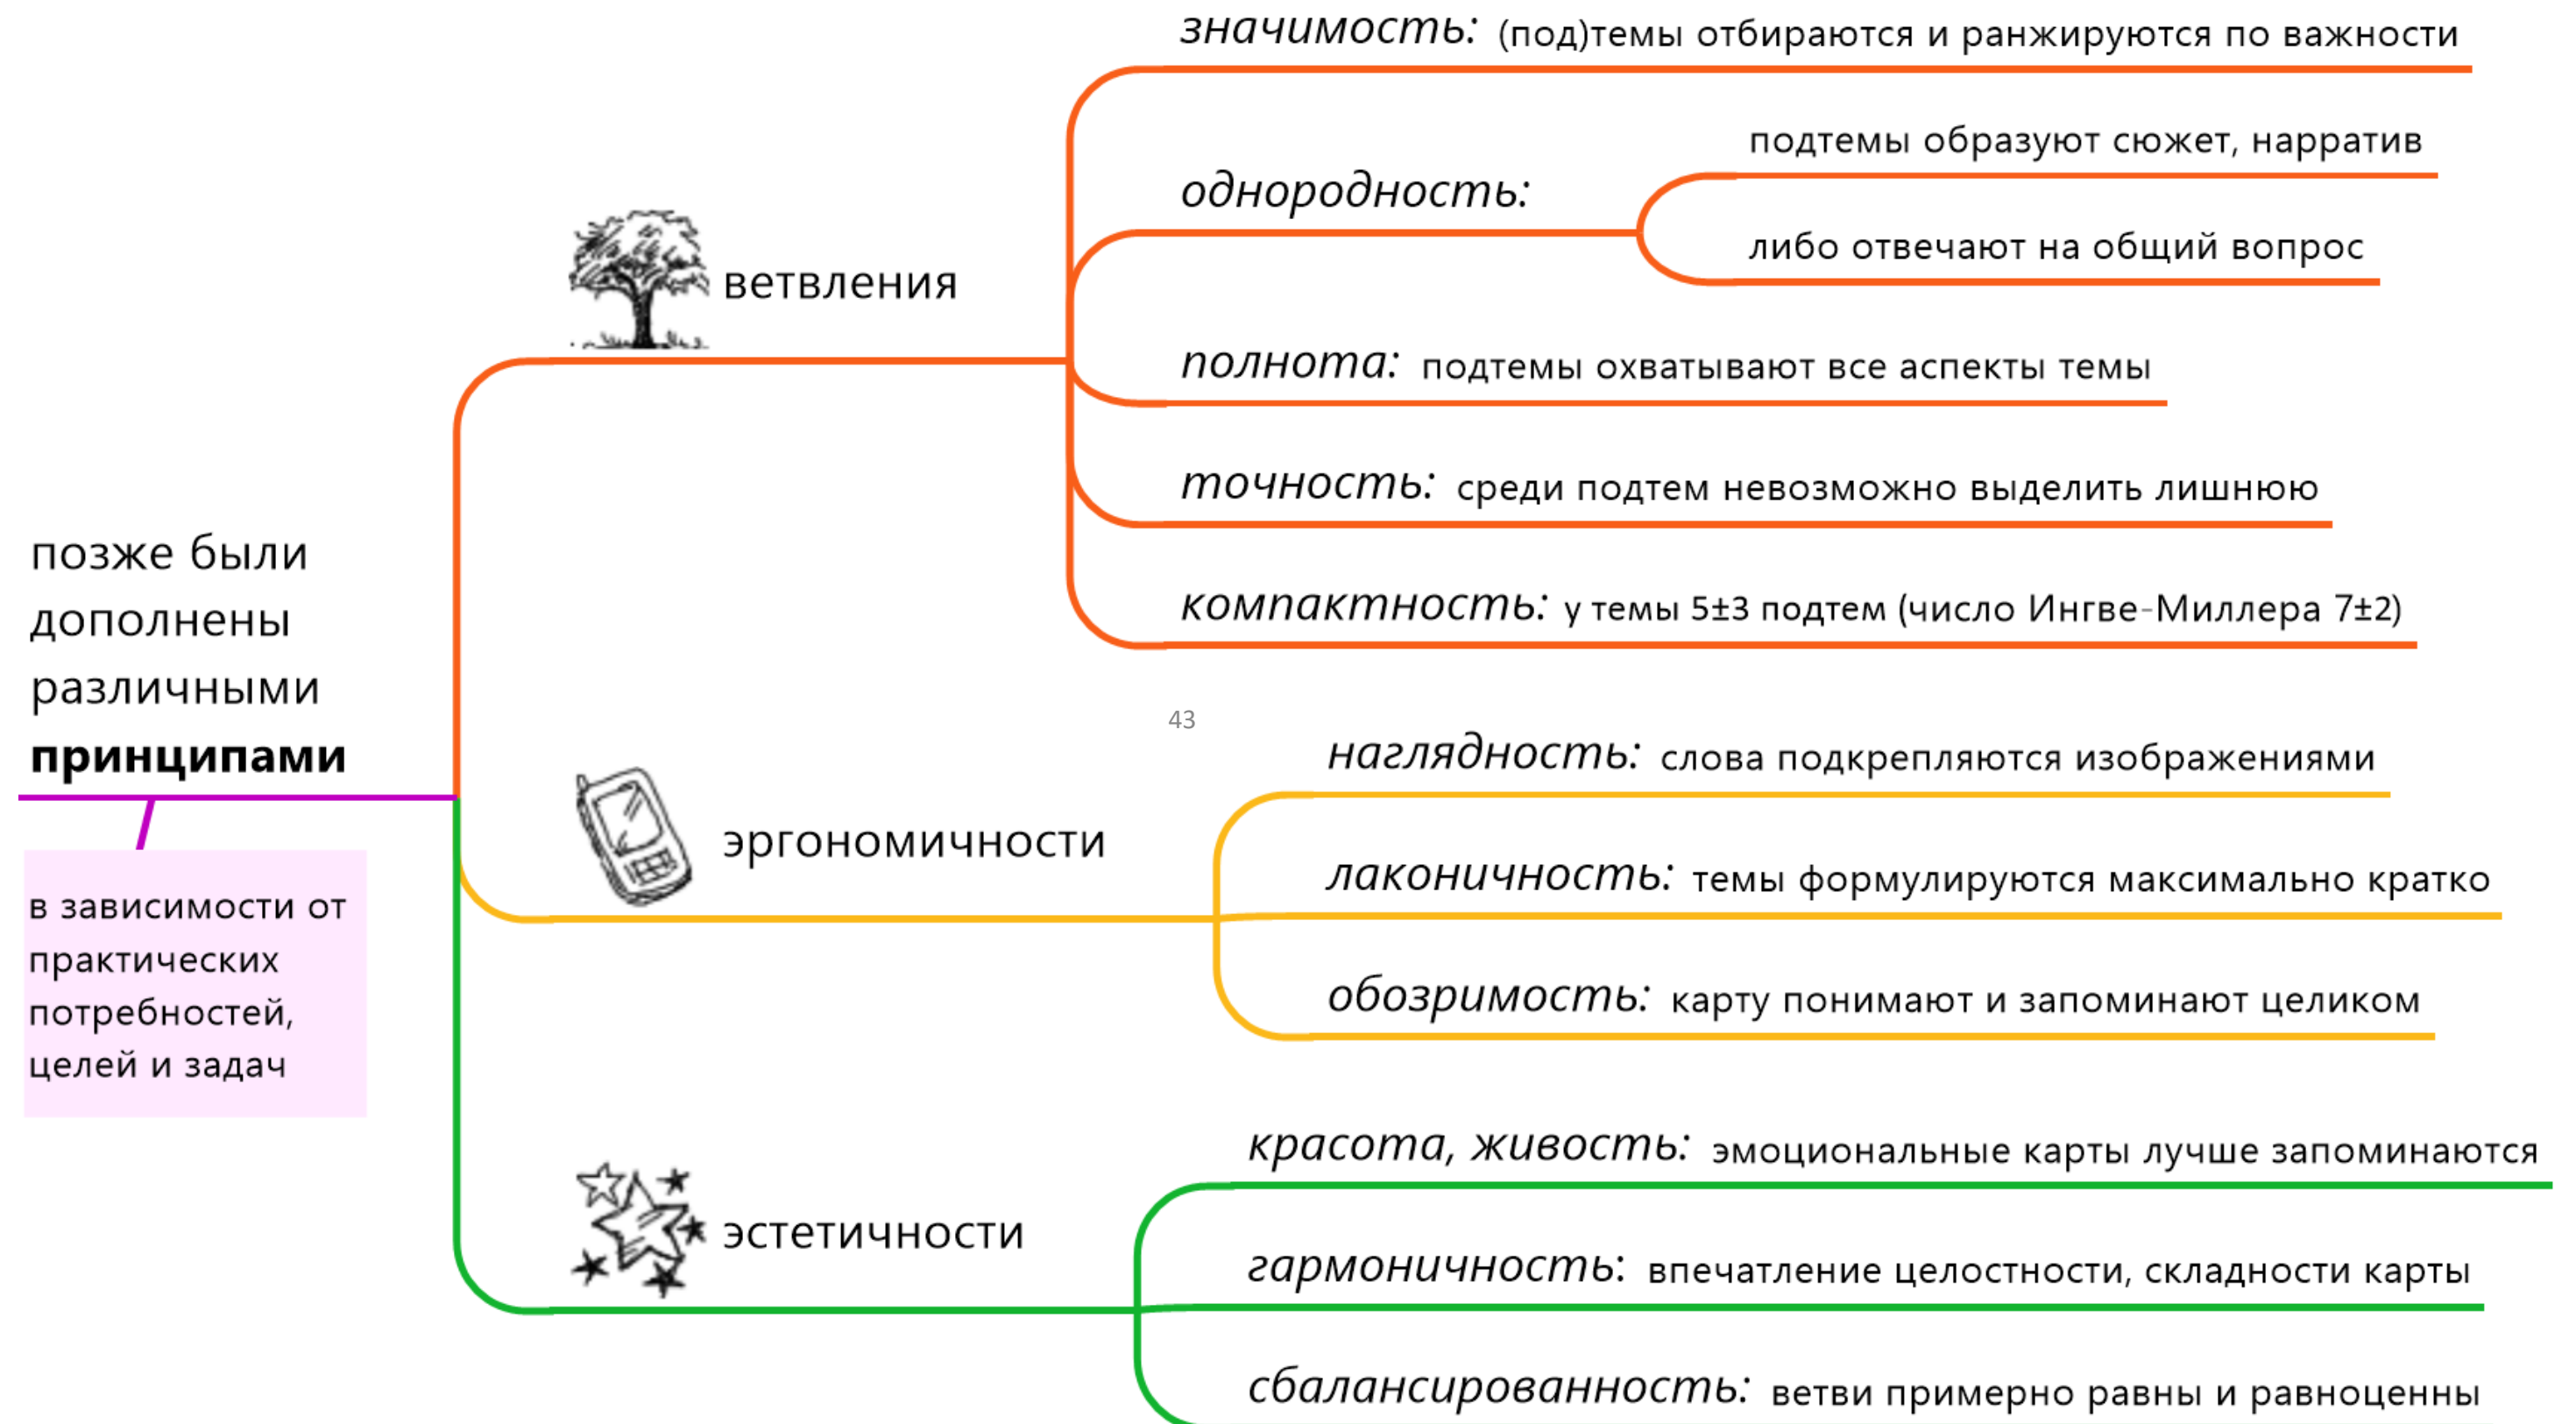 позже были
дополнены
различными
принципами
в зависимости от
практических
потребностей,
целей и задач
ветвления
значимость: (под)темы отбираются и ранжируются по важности
однородность:
подтемы образуют сюжет, нарратив
либо отвечают на общий вопрос
полнота: подтемы охватывают все аспекты темы
точность: среди подтем невозможно выделить лишнюю
компактность: у темы 5±3 подтем (число Ингве-Миллера 7±2)
43
эргономичности
наглядность: слова подкрепляются изображениями
лаконичность: темы формулируются максимально кратко
обозримость: карту понимают и запоминают целиком
эстетичности
красота, живость: эмоциональные карты лучше запоминаются
гармоничность: впечатление целостности, складности карты
сбалансированность: ветви примерно равны и равноценны